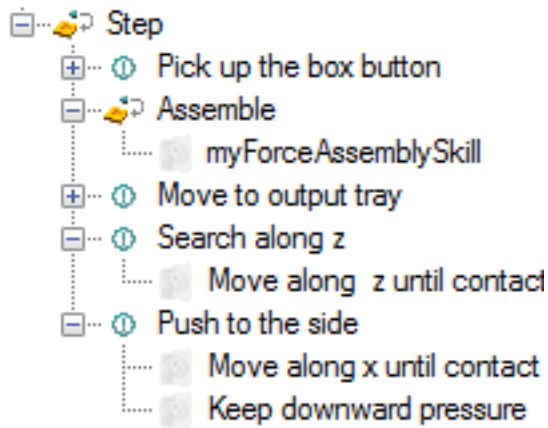 Step
Pick up the box button
Assemble
myForceAssemblySkill
Move to output tray
Search along z
Move along z until contact
Push to the side
Move along x until contact
Keep downward pressure